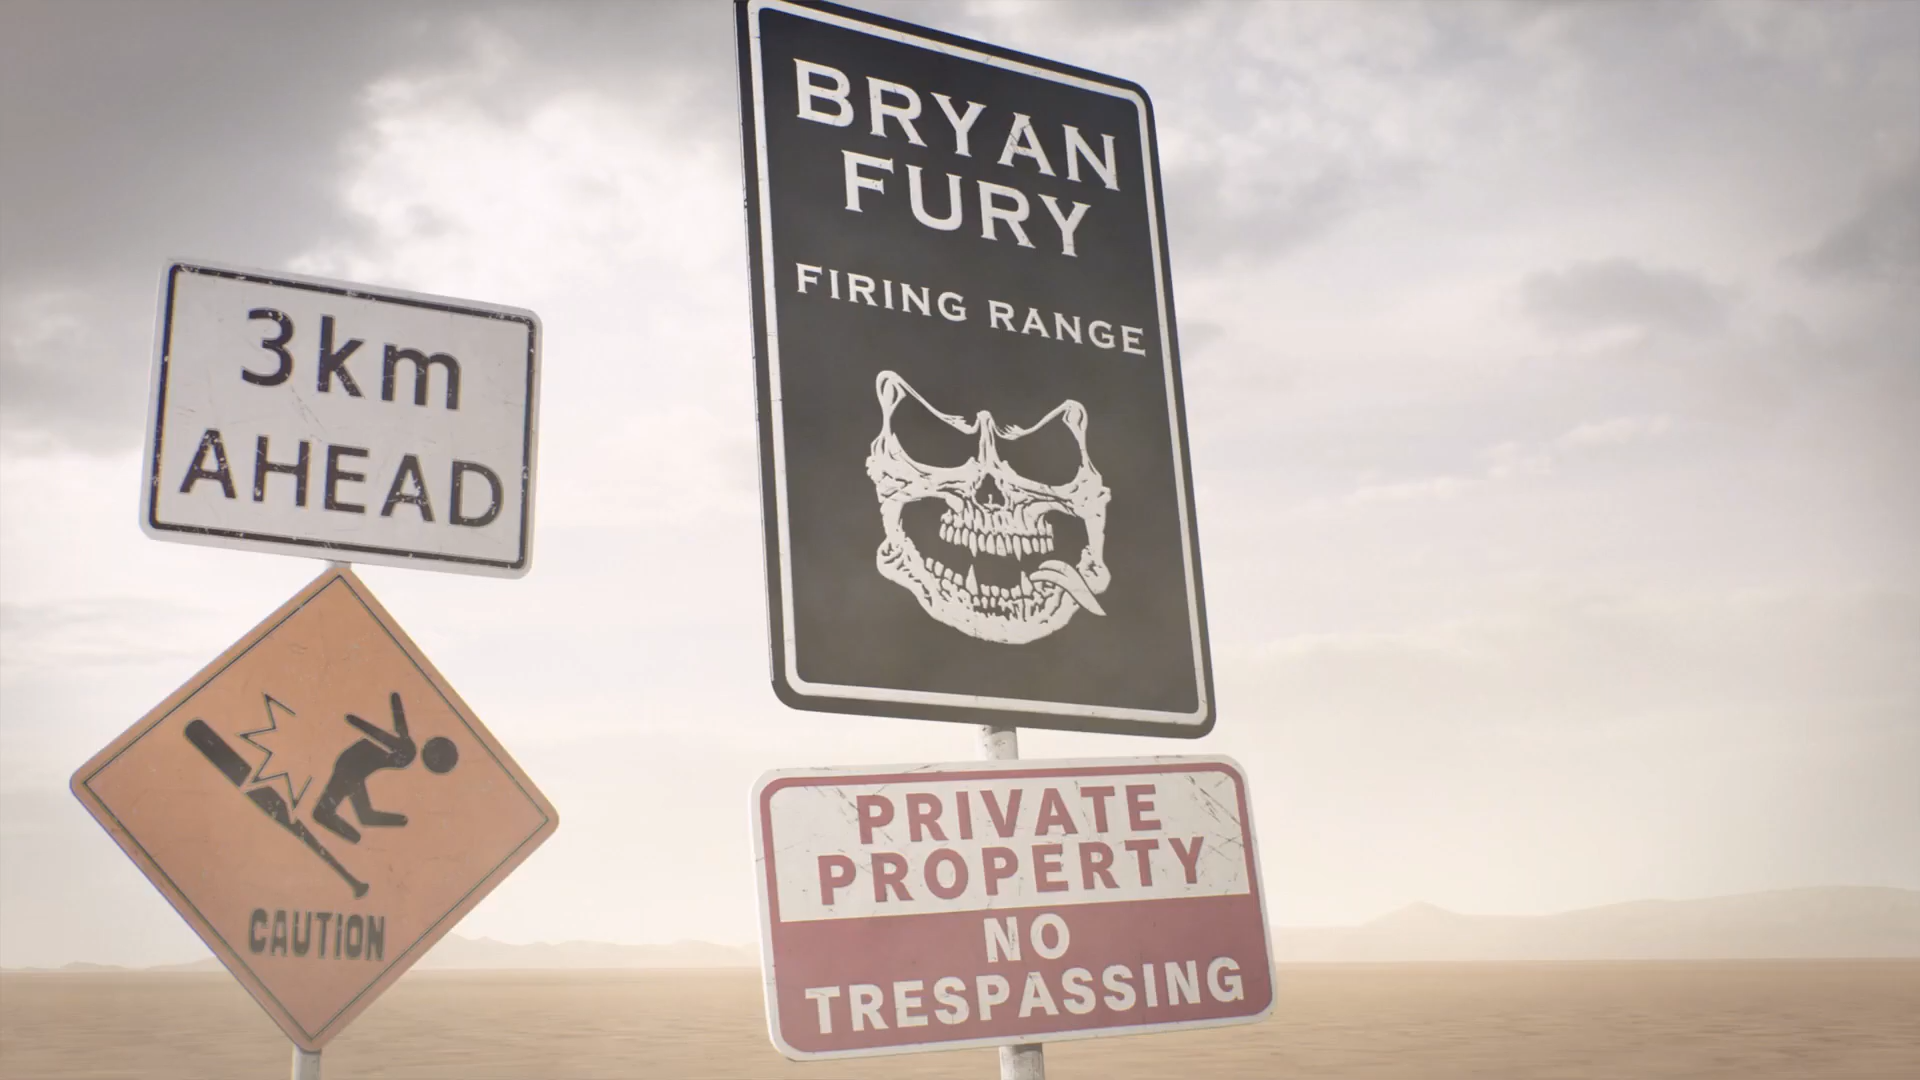 3km
AHEAD
CAUTION
BRYAN
FURY
FIRING RANGE
PRIVATE
PROPERTY
NO
TRESPASSING